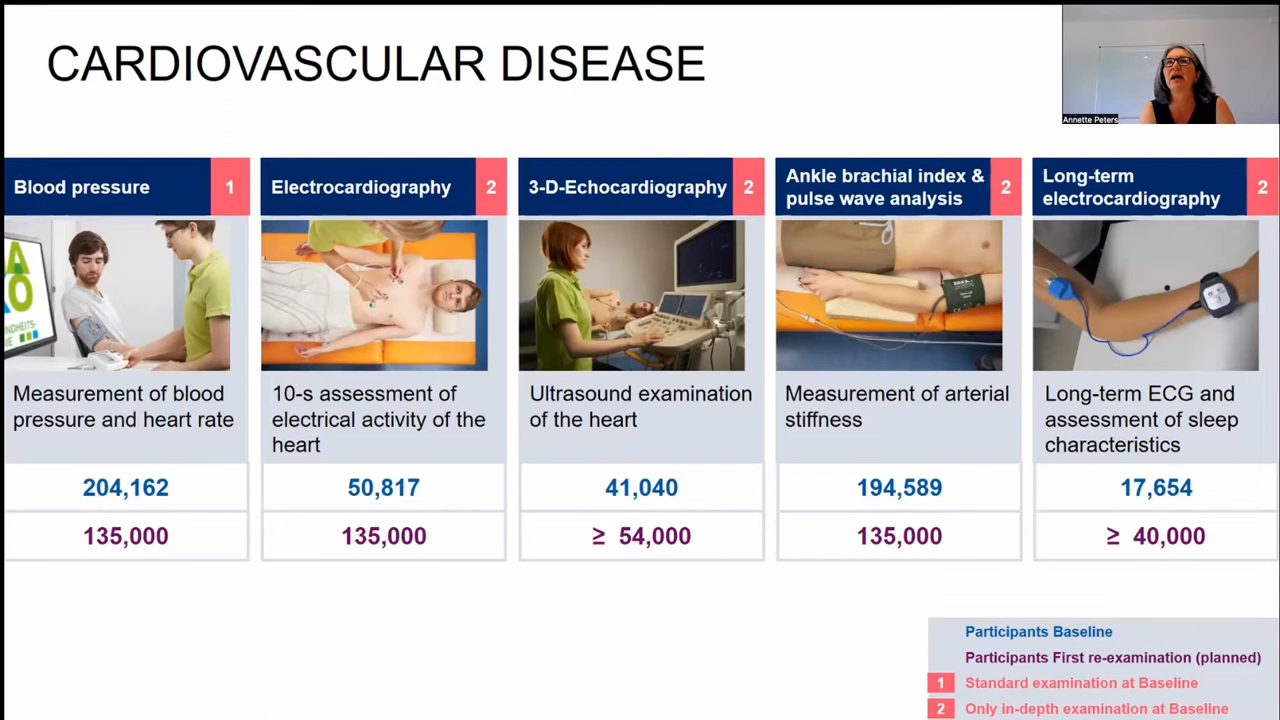 CARDIOVASCULAR DISEASE
Annette Peters
Blood pressure 1
Measurement of blood
pressure and heart rate
204,162
135,000
Electrocardiography 2
10-s assessment of
electrical activity of the
heart
50,817
135,000
3-D-Echocardiography 2
Ultrasound examination
of the heart
41,040
≥ 54,000
Ankle brachial index &
pulse wave analysis 2
Measurement of arterial
stiffness
194,589
135,000
Long-term
electrocardiography 2
Long-term ECG and
assessment of sleep
characteristics
17,654
≥ 40,000
Participants Baseline
Participants First re-examination (planned)
1 Standard examination at Baseline
2 Only in-depth examination at Baseline